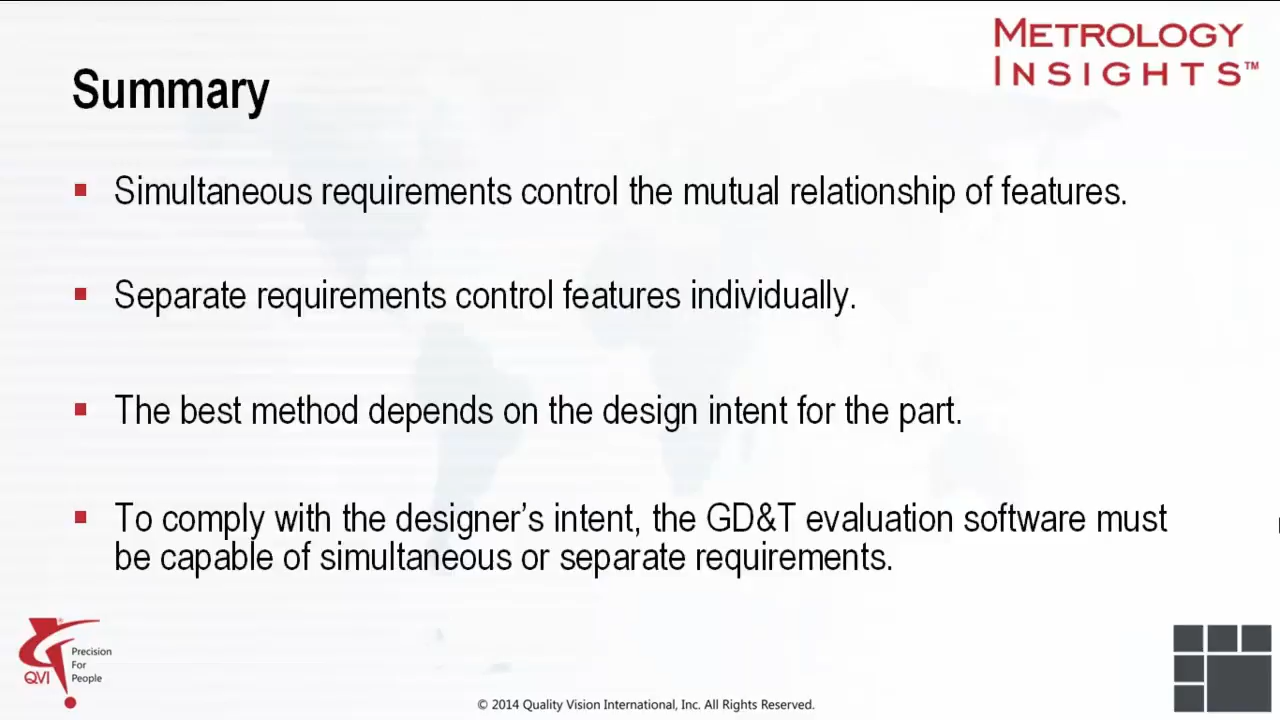 METROLOGY
INSIGHTS™
Summary
▪ Simultaneous requirements control the mutual relationship of features.
▪ Separate requirements control features individually.
▪ The best method depends on the design intent for the part.
▪ To comply with the designer’s intent, the GD&T evaluation software must
be capable of simultaneous or separate requirements.
QVI
Precision
For
People
© 2014 Quality Vision International, Inc. All Rights Reserved.